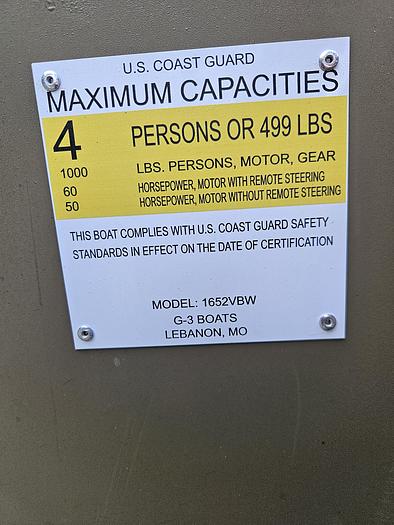 U.S. COAST GUARD
MAXIMUM CAPACITIES
4 PERSONS OR 499 LBS
1000 LBS. PERSONS, MOTOR, GEAR
60 HORSEPOWER, MOTOR WITH REMOTE STEERING
50 HORSEPOWER, MOTOR WITHOUT REMOTE STEERING
THIS BOAT COMPLIES WITH U.S. COAST GUARD SAFETY
STANDARDS IN EFFECT ON THE DATE OF CERTIFICATION
MODEL: 1652VBW
G-3 BOATS
LEBANON, MO